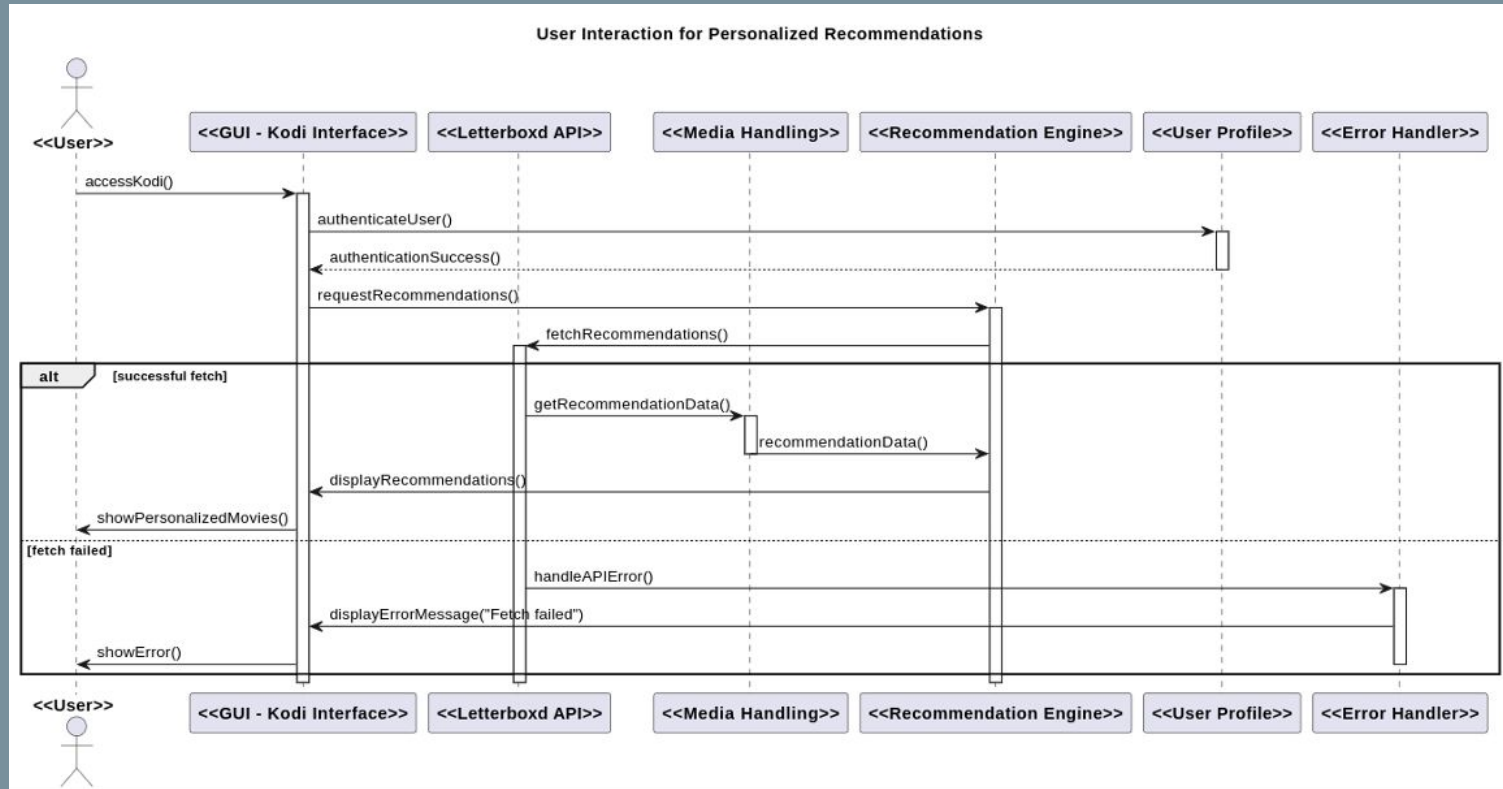 User Interaction for Personalized Recommendations
<<User>>
<<GUI - Kodi Interface>>
<<Letterboxd API>>
<<Media Handling>>
<<Recommendation Engine>>
<<User Profile>>
<<Error Handler>>
accessKodi()
authenticateUser()
authenticationSuccess()
requestRecommendations()
fetchRecommendations()
alt
[successful fetch]
getRecommendationData()
recommendationData()
displayRecommendations()
showPersonalizedMovies()
[fetch failed]
handleAPIError()
displayErrorMessage("Fetch failed")
showError()
<<User>>
<<GUI - Kodi Interface>>
<<Letterboxd API>>
<<Media Handling>>
<<Recommendation Engine>>
<<User Profile>>
<<Error Handler>>